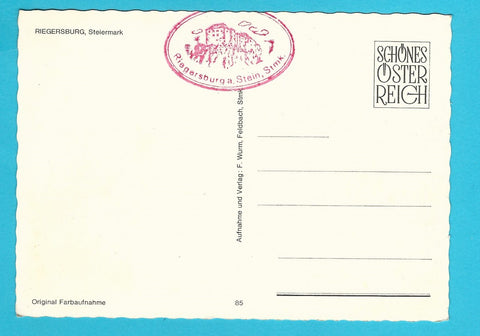 RIEGERSBURG, Steiermark
Riegersburg a. Stein, Stmk.
SCHÖNES
ÖSTER
REICH
Aufnahme und Verlag: F. Wurm, Feldbach, Stmk.
Original Farbaufnahme
85